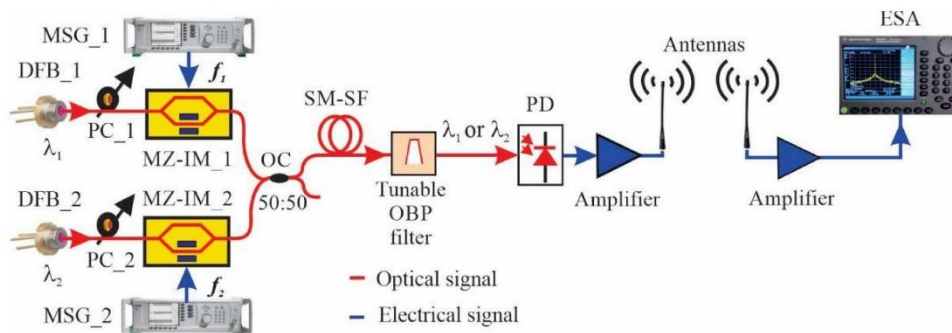 MSG_1
DFB_1
f₁
PC_1
λ₁
MZ-IM_1
OC
50:50
SM-SF
Tunable
OBP
filter
λ₁ or λ₂
PD
Amplifier
Antennas
Amplifier
ESA
DFB_2
MZ-IM_2
PC_2
λ₂
f₂
MSG_2
Optical signal
Electrical signal